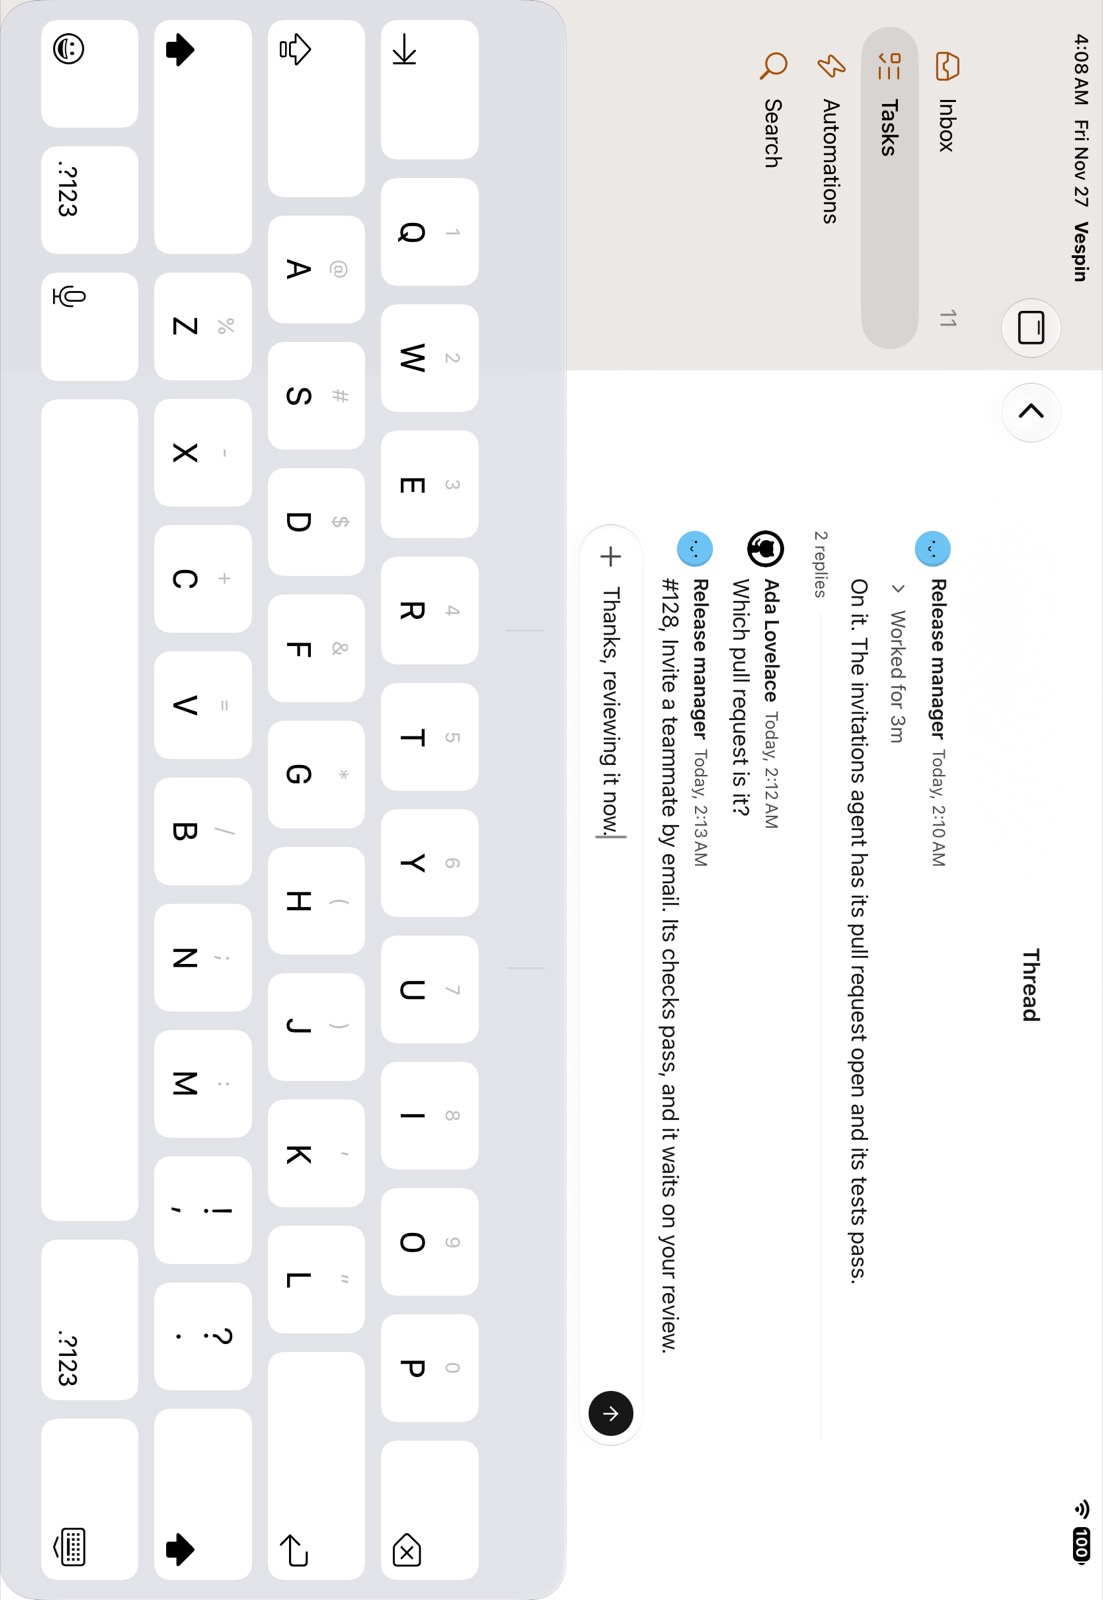 4:08 AM Fri Nov 27 Vespin
100
Thread
Inbox 11
Tasks
Automations
Search
Release manager Today, 2:10 AM
Worked for 3m
On it. The invitations agent has its pull request open and its tests pass.
2 replies
Ada Lovelace Today, 2:12 AM
Which pull request is it?
Release manager Today, 2:13 AM
#128, Invite a teammate by email. Its checks pass, and it waits on your review.
Thanks, reviewing it now.
1 2 3 4 5 6 7 8 9 0
Q W E R T Y U I O P
@ # $ & * ( ) ' "
A S D F G H J K L
% - + = / ; : ! ?
Z X C V B N M , .
.?123 .?123